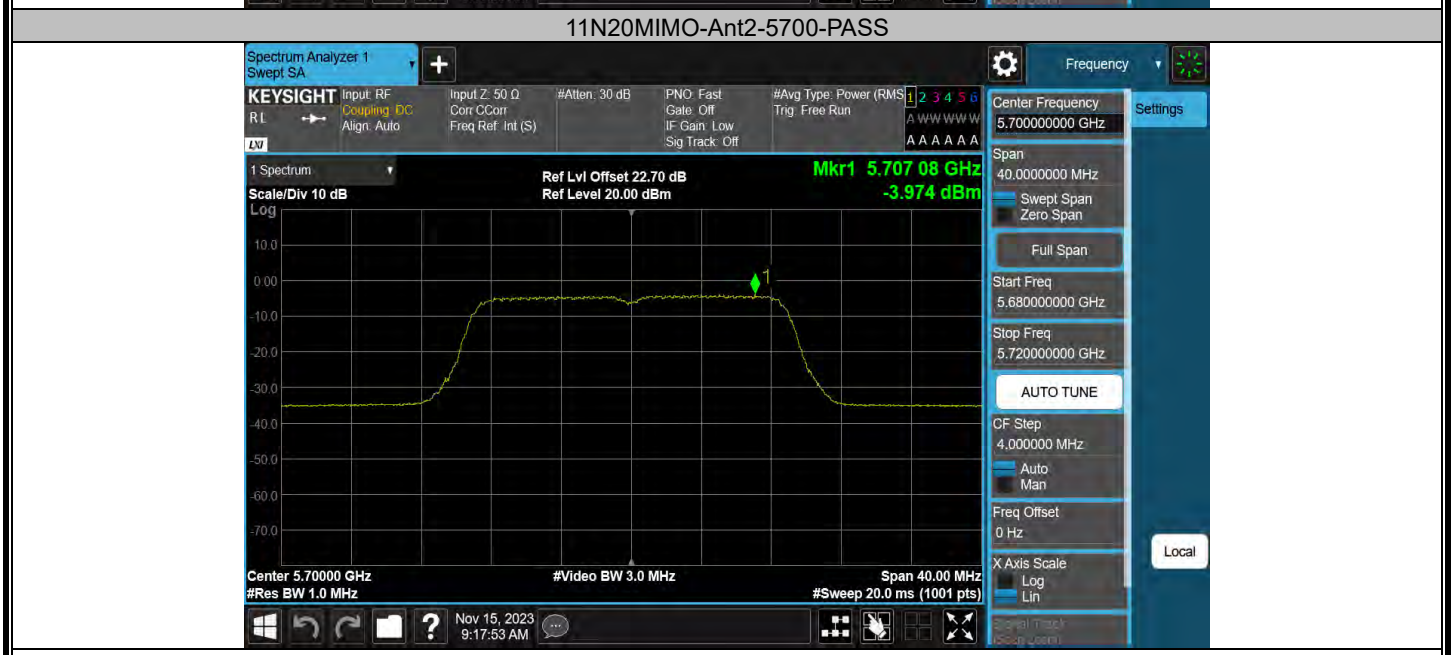 11N20MIMO-Ant2-5700-PASS
Spectrum Analyzer 1
Swept SA
Frequency
KEYSIGHT
Input: RF
Input Z: 50 Ω
#Atten: 30 dB
PNO: Fast
#Avg Type: Power (RMS
1 2 3 4 5 6
R L
Coupling: DC
Corr CCorr
Gate: Off
Trig: Free Run
A W W W W W
Align: Auto
Freq Ref: Int (S)
IF Gain: Low
Sig Track: Off
A A A A A A
LXI
Center Frequency
5.700000000 GHz
Settings
1 Spectrum
Ref Lvl Offset 22.70 dB
Mkr1 5.707 08 GHz
Scale/Div 10 dB
Ref Level 20.00 dBm
-3.974 dBm
Log
10.0
0.00
-10.0
-20.0
-30.0
-40.0
-50.0
-60.0
-70.0
1
Span
40.0000000 MHz
Swept Span
Zero Span
Full Span
Start Freq
5.680000000 GHz
Stop Freq
5.720000000 GHz
AUTO TUNE
CF Step
4.000000 MHz
Auto
Man
Freq Offset
0 Hz
X Axis Scale
Log
Lin
Local
Center 5.70000 GHz
#Video BW 3.0 MHz
Span 40.00 MHz
#Res BW 1.0 MHz
#Sweep 20.0 ms (1001 pts)
?
Nov 15, 2023
9:17:53 AM
Signal Track